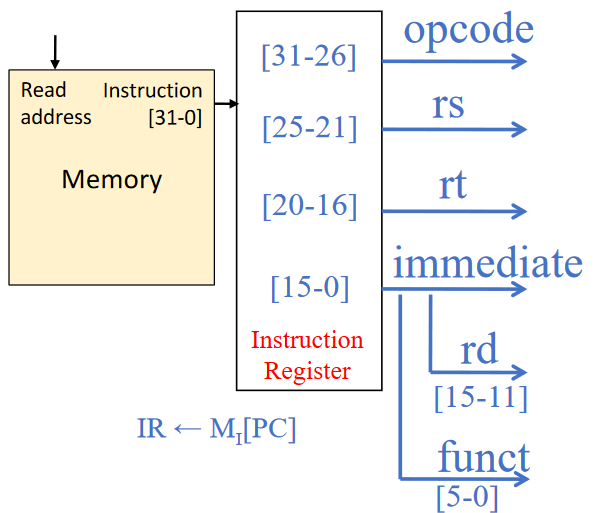 Read address
Instruction [31-0]
Memory
[31-26]
[25-21]
[20-16]
[15-0]
Instruction
Register
opcode
rs
rt
immediate
rd
[15-11]
funct
[5-0]
IR ← M_I[PC]